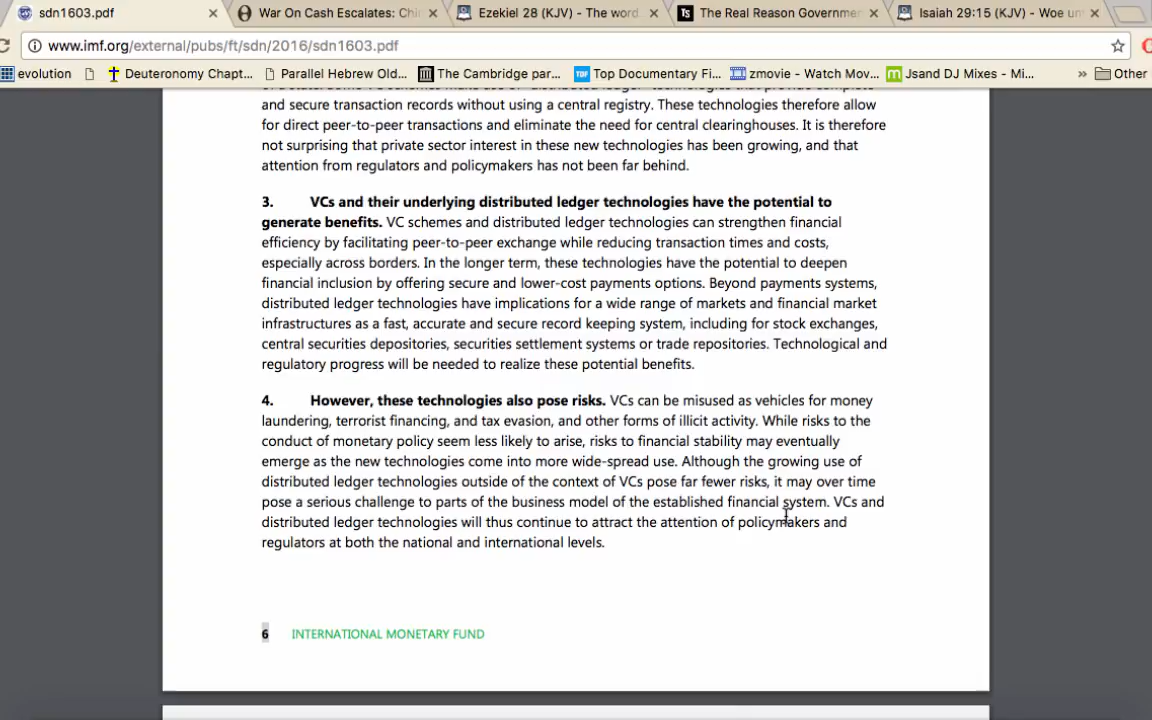 sdn1603.pdf
War On Cash Escalates: Chi
Ezekiel 28 (KJV) - The word
Ts
The Real Reason Governme
Isaiah 29:15 (KJV) - Woe un
www.imf.org/external/pubs/ft/sdn/2016/sdn1603.pdf
evolution
Deuteronomy Chapt...
Parallel Hebrew Old...
The Cambridge par...
TDF
Top Documentary Fi...
zmovie - Watch Mov...
m
Jsand DJ Mixes - Mi...
»
Other
and secure transaction records without using a central registry. These technologies therefore allow
for direct peer-to-peer transactions and eliminate the need for central clearinghouses. It is therefore
not surprising that private sector interest in these new technologies has been growing, and that
attention from regulators and policymakers has not been far behind.
3. VCs and their underlying distributed ledger technologies have the potential to
generate benefits. VC schemes and distributed ledger technologies can strengthen financial
efficiency by facilitating peer-to-peer exchange while reducing transaction times and costs,
especially across borders. In the longer term, these technologies have the potential to deepen
financial inclusion by offering secure and lower-cost payments options. Beyond payments systems,
distributed ledger technologies have implications for a wide range of markets and financial market
infrastructures as a fast, accurate and secure record keeping system, including for stock exchanges,
central securities depositories, securities settlement systems or trade repositories. Technological and
regulatory progress will be needed to realize these potential benefits.
4. However, these technologies also pose risks. VCs can be misused as vehicles for money
laundering, terrorist financing, and tax evasion, and other forms of illicit activity. While risks to the
conduct of monetary policy seem less likely to arise, risks to financial stability may eventually
emerge as the new technologies come into more wide-spread use. Although the growing use of
distributed ledger technologies outside of the context of VCs pose far fewer risks, it may over time
pose a serious challenge to parts of the business model of the established financial system. VCs and
distributed ledger technologies will thus continue to attract the attention of policymakers and
regulators at both the national and international levels.
6 INTERNATIONAL MONETARY FUND